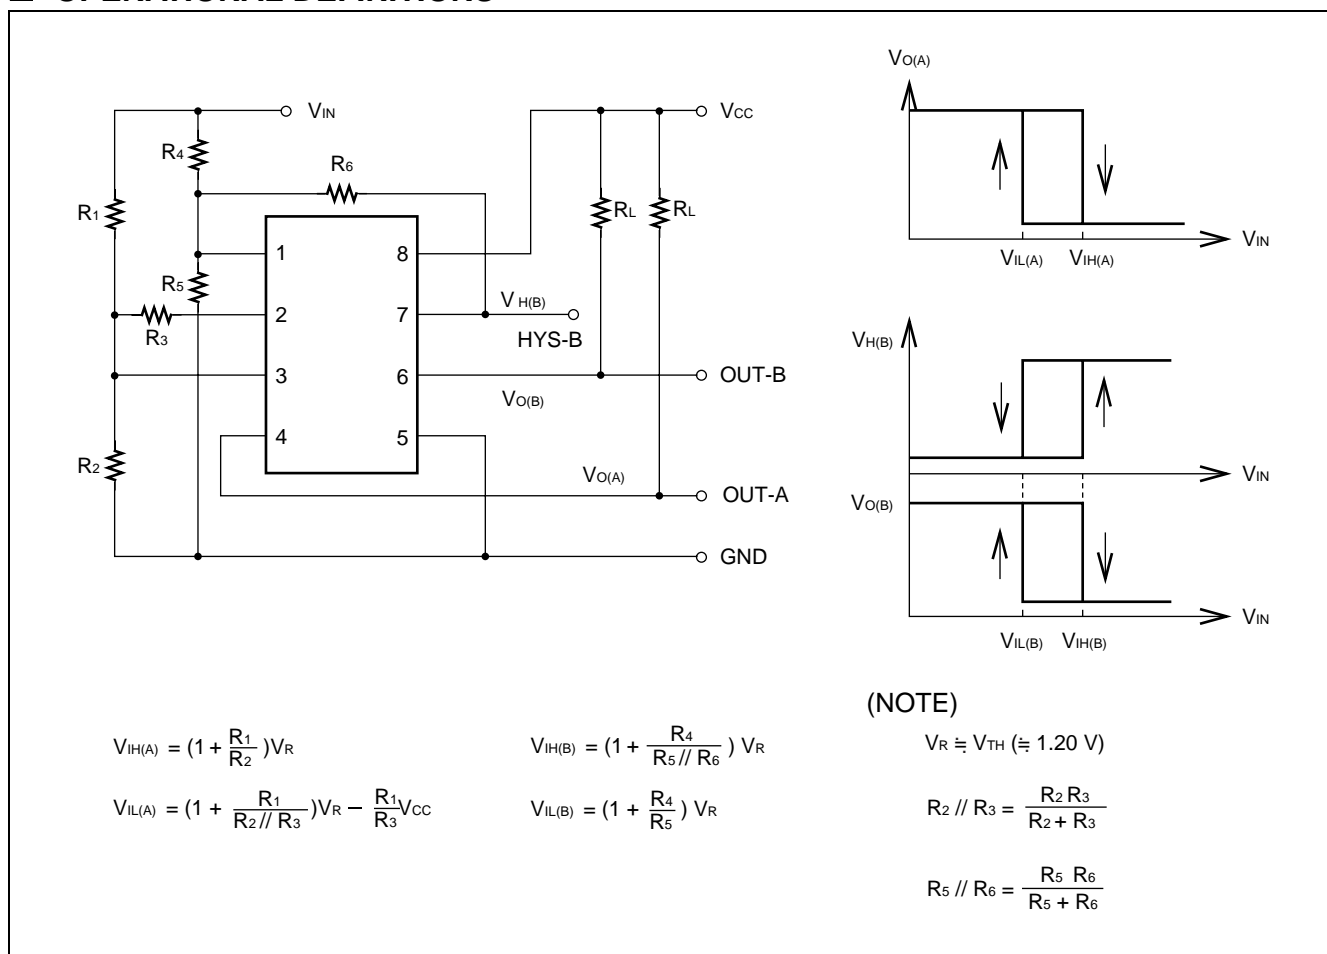 VIN
VCC
R4
R6
R1
RL
RL
1
8
R5
V H(B)
2
7
R3
HYS-B
3
6
OUT-B
VO(B)
4
5
R2
VO(A)
OUT-A
GND
VO(A)
VIN
VIL(A)
VIH(A)
VH(B)
VIN
VO(B)
VIN
VIL(B)
VIH(B)
(NOTE)
VIH(A) = (1 + R1/R2 )VR
VIH(B) = (1 + R4/R5 // R6 ) VR
VR ≒ VTH (≒ 1.20 V)
VIL(A) = (1 + R1/R2 // R3 )VR − R1/R3 VCC
VIL(B) = (1 + R4/R5 ) VR
R2 // R3 = R2 R3/R2 + R3
R5 // R6 = R5 R6/R5 + R6